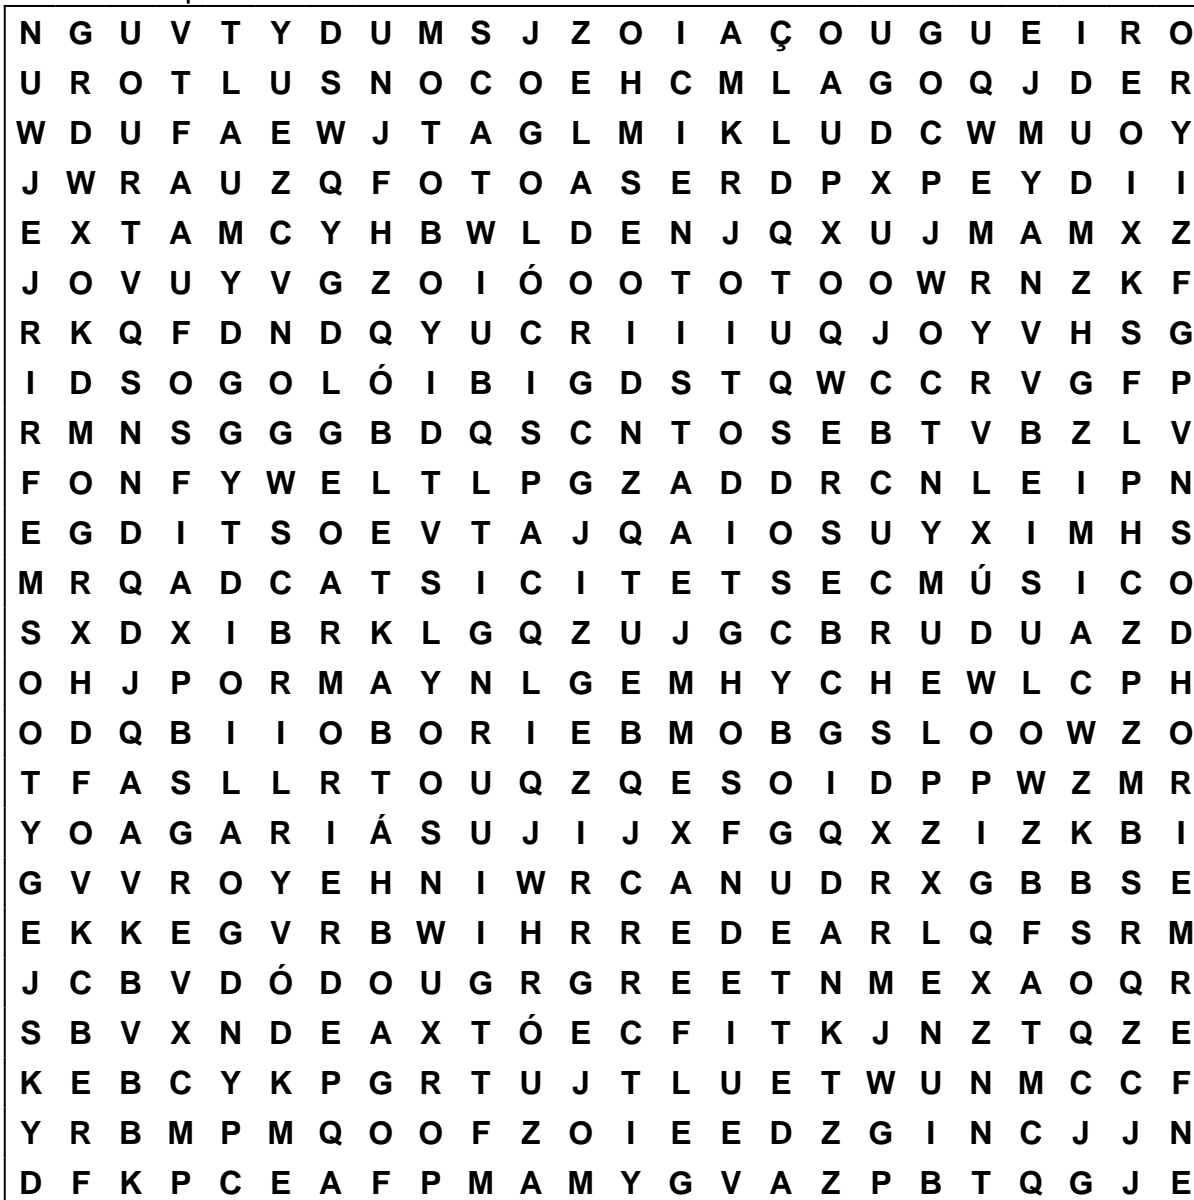 N G U V T Y D U M S J Z O I A Ç O U G U E I R O
U R O T L U S N O C O E H C M L A G O Q J D E R
W D U F A E W J T A G L M I K L U D C W M U O Y
J W R A U Z Q F O T O A S E R D P X P E Y D I I
E X T A M C Y H B W L D E N J Q X U J M A M X Z
J O V U Y V G Z O I Ó O O T O T O O W R N Z K F
R K Q F D N D Q Y U C R I I I U Q J O Y V H S G
I D S O G O L Ó I B I G D S T Q W C C R V G F P
R M N S G G G B D Q S C N T O S E B T V B Z L V
F O N F Y W E L T L P G Z A D D R C N L E I P N
E G D I T S O E V T A J Q A I O S U Y X I M H S
M R Q A D C A T S I C I T E T S E C M Ú S I C O
S X D X I B R K L G Q Z U J G C B R U D U A Z D
O H J P O R M A Y N L G E M H Y C H E W L C P H
O D Q B I I O B O R I E B M O B G S L O O W Z O
T F A S L L R T O U Q Z Q E S O I D P P W Z M R
Y O A G A R I Á S U J I J X F G Q X Z I Z K B I
G V V R O Y E H N I W R C A N U D R X G B B S E
E K K E G V R B W I H R R E D E A R L Q F S R M
J C B V D Ó D O U G R G R E E T N M E X A O Q R
S B V X N D E A X T Ó E C F I T K J N Z T Q Z E
K E B C Y K P G R T U J T L U E T W U N M C C F
Y R B M P M Q O O F Z O I E E D Z G I N C J J N
D F K P C E A F P M A M Y G V A Z P B T Q G J E